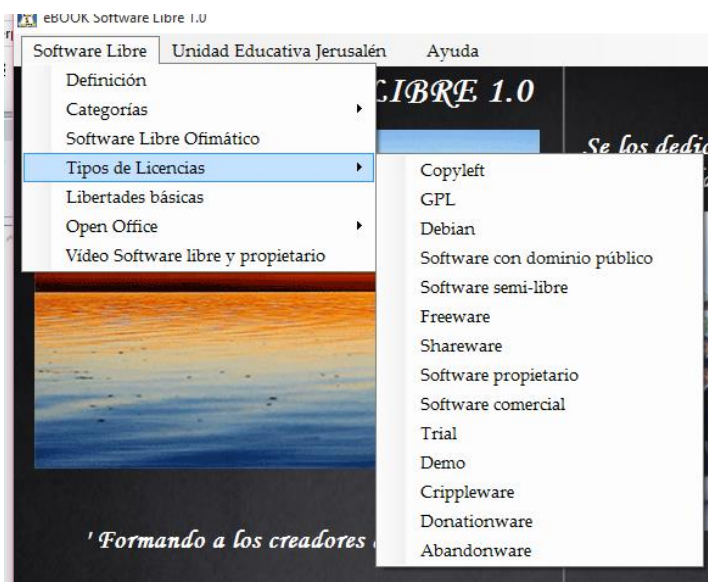 eBOOK Software Libre 1.0
Software Libre Unidad Educativa Jerusalén Ayuda
LIBRE 1.0
Definición
Categorías
Software Libre Ofimático
Tipos de Licencias
Libertades básicas
Open Office
Vídeo Software libre y propietario
Se los
Copyleft
GPL
Debian
Software con dominio público
Software semi-libre
Freeware
Shareware
Software propietario
Software comercial
Trial
Demo
Crippleware
Donationware
Abandonware
' Formando a los creadores